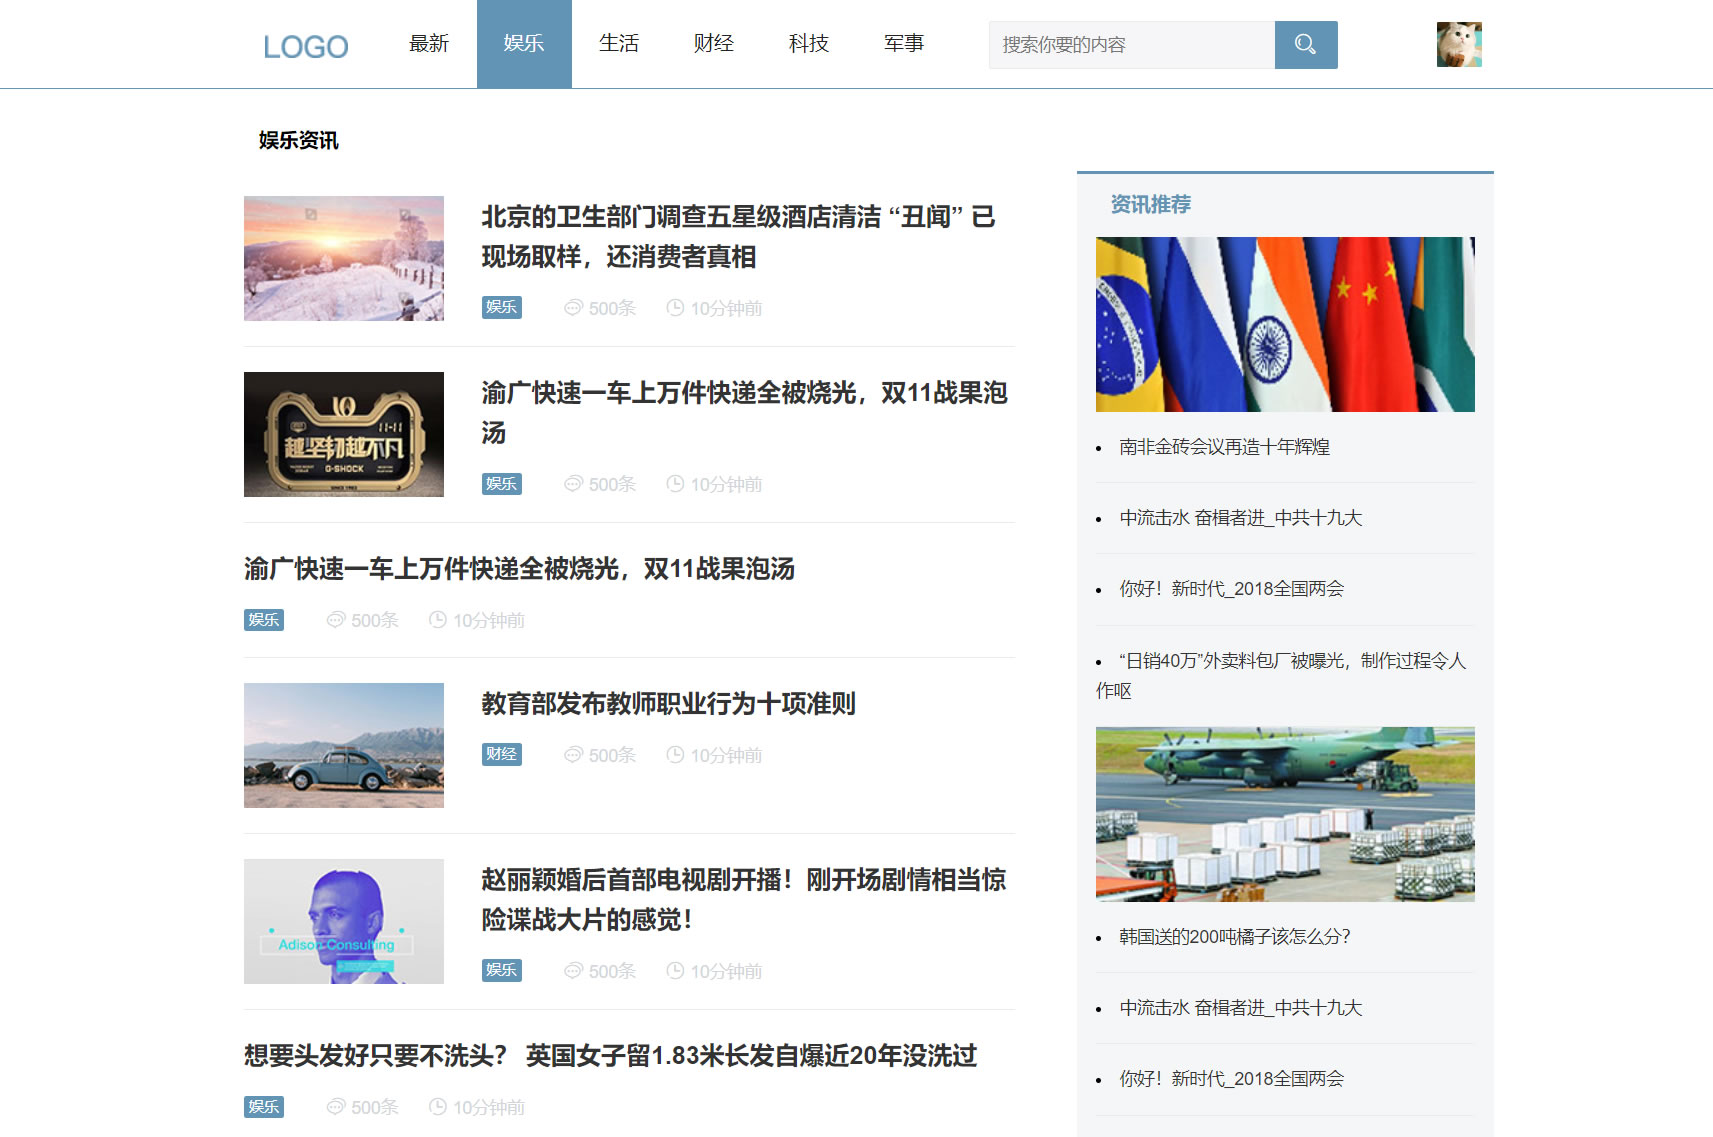 LOGO 最新 娱乐 生活 财经 科技 军事 搜索你要的内容
娱乐资讯
北京的卫生部门调查五星级酒店清洁 “丑闻” 已
现场取样，还消费者真相
娱乐 500条 10分钟前
10
11-11
越坚韧越不凡
G-SHOCK
SINCE 1983
渝广快速一车上万件快递全被烧光，双11战果泡
汤
娱乐 500条 10分钟前
渝广快速一车上万件快递全被烧光，双11战果泡汤
娱乐 500条 10分钟前
教育部发布教师职业行为十项准则
财经 500条 10分钟前
Adison Consulting
赵丽颖婚后首部电视剧开播！刚开场剧情相当惊
险谍战大片的感觉！
娱乐 500条 10分钟前
想要头发好只要不洗头？ 英国女子留1.83米长发自爆近20年没洗过
娱乐 500条 10分钟前
资讯推荐
南非金砖会议再造十年辉煌
中流击水 奋楫者进_中共十九大
你好！新时代_2018全国两会
“日销40万”外卖料包厂被曝光，制作过程令人
作呕
韩国送的200吨橘子该怎么分？
中流击水 奋楫者进_中共十九大
你好！新时代_2018全国两会